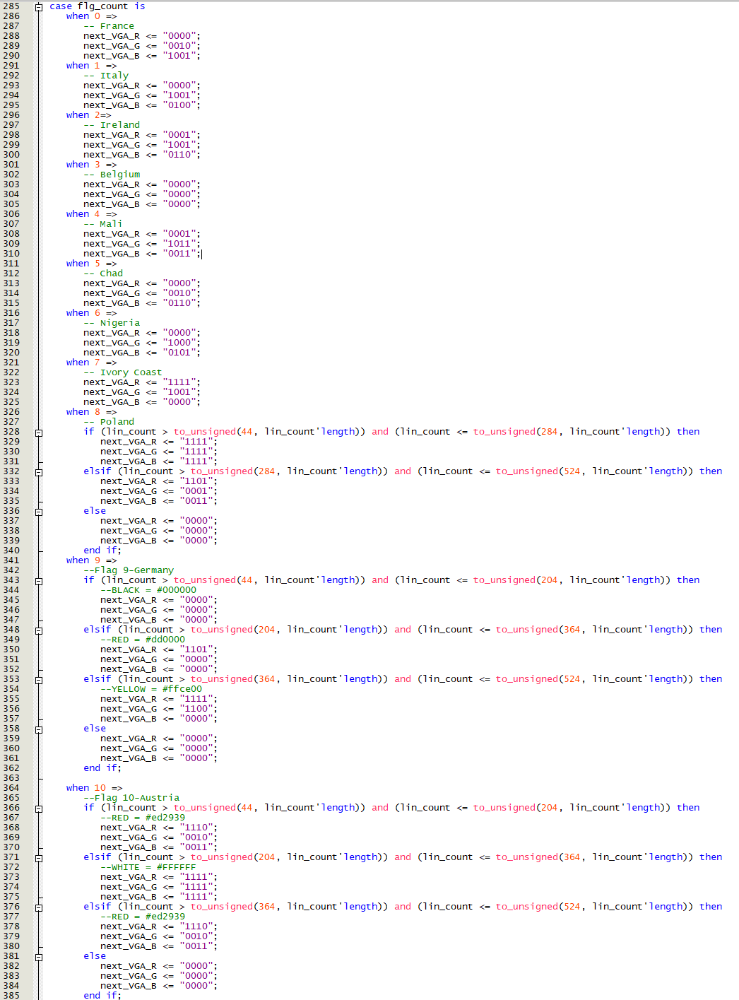 285 case flg_count is
286 when 0 =>
287 -- France
288 next_VGA_R <= "0000";
289 next_VGA_G <= "0010";
290 next_VGA_B <= "1001";
291 when 1 =>
292 -- Italy
293 next_VGA_R <= "0000";
294 next_VGA_G <= "1001";
295 next_VGA_B <= "0100";
296 when 2=>
297 -- Ireland
298 next_VGA_R <= "0001";
299 next_VGA_G <= "1001";
300 next_VGA_B <= "0110";
301 when 3 =>
302 -- Belgium
303 next_VGA_R <= "0000";
304 next_VGA_G <= "0000";
305 next_VGA_B <= "0000";
306 when 4 =>
307 -- Mali
308 next_VGA_R <= "0001";
309 next_VGA_G <= "1011";
310 next_VGA_B <= "0011";
311 when 5 =>
312 -- Chad
313 next_VGA_R <= "0000";
314 next_VGA_G <= "0010";
315 next_VGA_B <= "0110";
316 when 6 =>
317 -- Nigeria
318 next_VGA_R <= "0000";
319 next_VGA_G <= "1000";
320 next_VGA_B <= "0101";
321 when 7 =>
322 -- Ivory Coast
323 next_VGA_R <= "1111";
324 next_VGA_G <= "1001";
325 next_VGA_B <= "0000";
326 when 8 =>
327 -- Poland
328 if (lin_count > to_unsigned(44, lin_count'length)) and (lin_count <= to_unsigned(284, lin_count'length)) then
329 next_VGA_R <= "1111";
330 next_VGA_G <= "1111";
331 next_VGA_B <= "1111";
332 elsif (lin_count > to_unsigned(284, lin_count'length)) and (lin_count <= to_unsigned(524, lin_count'length)) then
333 next_VGA_R <= "1101";
334 next_VGA_G <= "0001";
335 next_VGA_B <= "0011";
336 else
337 next_VGA_R <= "0000";
338 next_VGA_G <= "0000";
339 next_VGA_B <= "0000";
340 end if;
341 when 9 =>
342 --Flag 9-Germany
343 if (lin_count > to_unsigned(44, lin_count'length)) and (lin_count <= to_unsigned(204, lin_count'length)) then
344 --BLACK = #000000
345 next_VGA_R <= "0000";
346 next_VGA_G <= "0000";
347 next_VGA_B <= "0000";
348 elsif (lin_count > to_unsigned(204, lin_count'length)) and (lin_count <= to_unsigned(364, lin_count'length)) then
349 --RED = #dd0000
350 next_VGA_R <= "1101";
351 next_VGA_G <= "0000";
352 next_VGA_B <= "0000";
353 elsif (lin_count > to_unsigned(364, lin_count'length)) and (lin_count <= to_unsigned(524, lin_count'length)) then
354 --YELLOW = #ffce00
355 next_VGA_R <= "1111";
356 next_VGA_G <= "1100";
357 next_VGA_B <= "0000";
358 else
359 next_VGA_R <= "0000";
360 next_VGA_G <= "0000";
361 next_VGA_B <= "0000";
362 end if;
363
364 when 10 =>
365 --Flag 10-Austria
366 if (lin_count > to_unsigned(44, lin_count'length)) and (lin_count <= to_unsigned(204, lin_count'length)) then
367 --RED = #ed2939
368 next_VGA_R <= "1110";
369 next_VGA_G <= "0010";
370 next_VGA_B <= "0011";
371 elsif (lin_count > to_unsigned(204, lin_count'length)) and (lin_count <= to_unsigned(364, lin_count'length)) then
372 --WHITE = #FFFFFF
373 next_VGA_R <= "1111";
374 next_VGA_G <= "1111";
375 next_VGA_B <= "1111";
376 elsif (lin_count > to_unsigned(364, lin_count'length)) and (lin_count <= to_unsigned(524, lin_count'length)) then
377 --RED = #ed2939
378 next_VGA_R <= "1110";
379 next_VGA_G <= "0010";
380 next_VGA_B <= "0011";
381 else
382 next_VGA_R <= "0000";
383 next_VGA_G <= "0000";
384 next_VGA_B <= "0000";
385 end if;